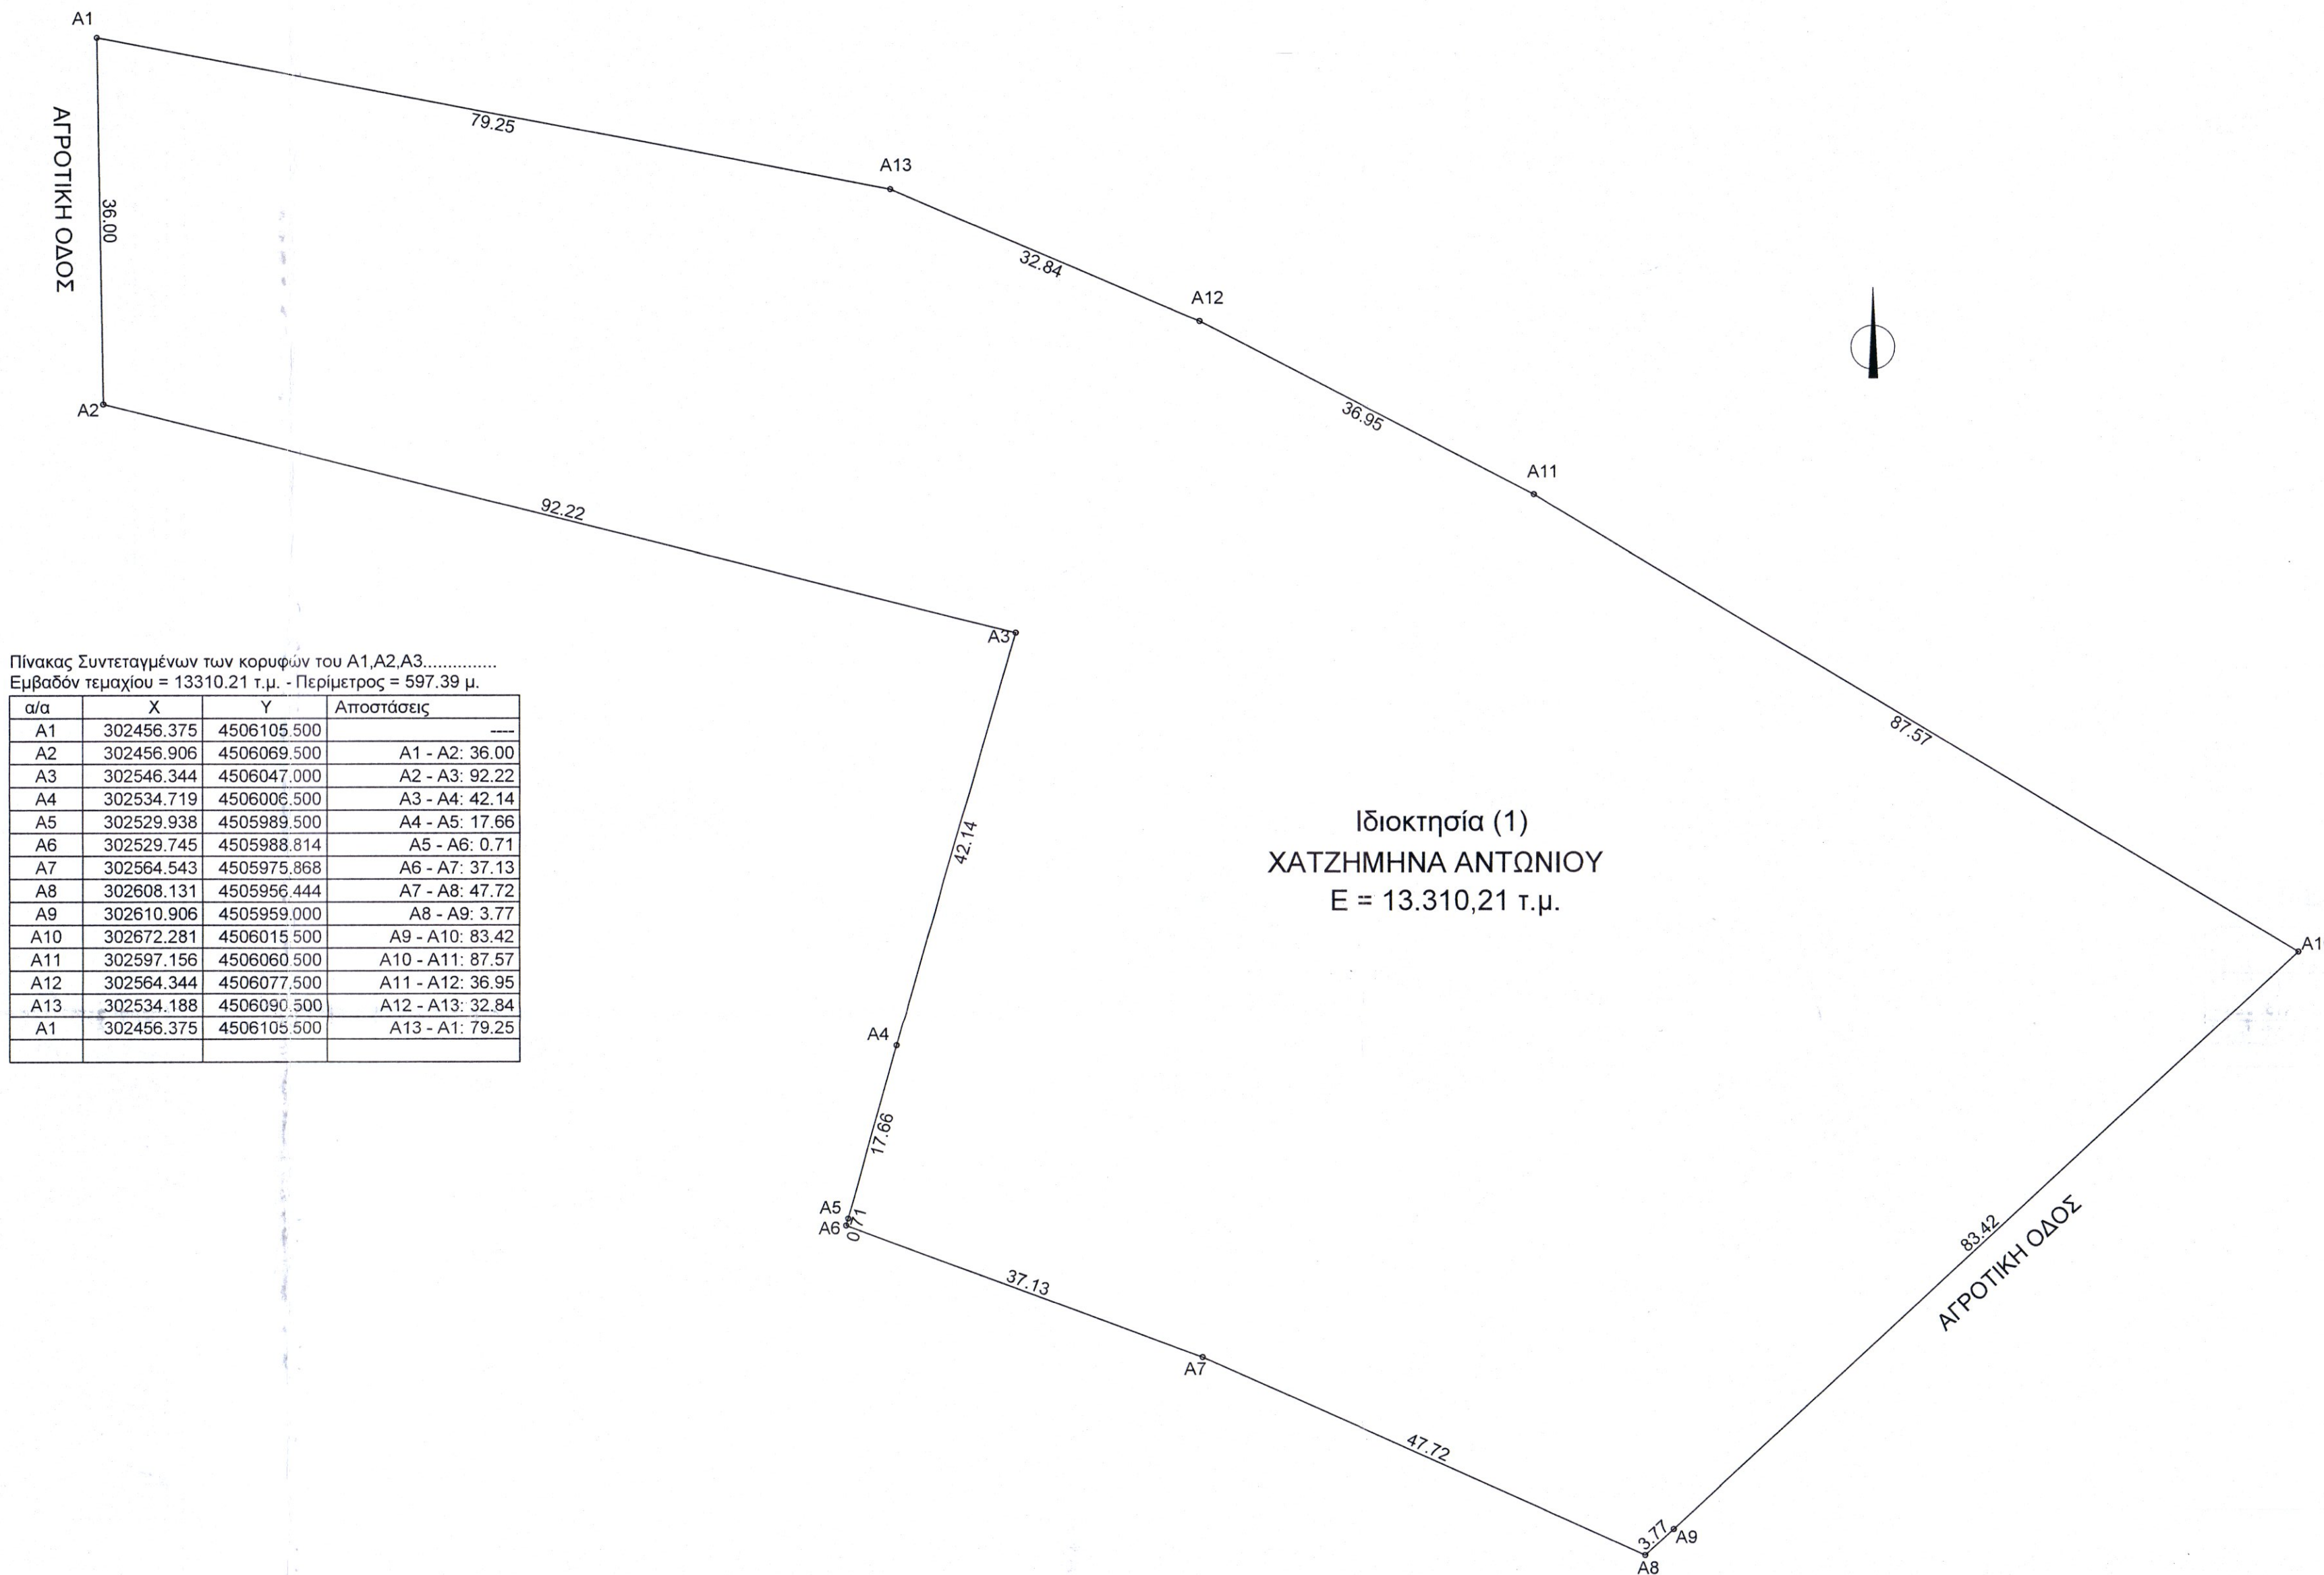 A1
79.25
A13
ΑΓΡΟΤΙΚΗ ΟΔΟΣ
36.00
32.84
A12
36.95
A2
A11
92.22
A3
87.57
Πίνακας Συντεταγμένων των κορυφών του A1,A2,A3...............
Εμβαδόν τεμαχίου = 13310.21 τ.μ. - Περίμετρος = 597.39 μ.
α/α X Y Αποστάσεις
A1 302456.375 4506105.500 ----
A2 302456.906 4506069.500 A1 - A2: 36.00
A3 302546.344 4506047.000 A2 - A3: 92.22
A4 302534.719 4506006.500 A3 - A4: 42.14
A5 302529.938 4505989.500 A4 - A5: 17.66
A6 302529.745 4505988.814 A5 - A6: 0.71
A7 302564.543 4505975.868 A6 - A7: 37.13
A8 302608.131 4505956.444 A7 - A8: 47.72
A9 302610.906 4505959.000 A8 - A9: 3.77
A10 302672.281 4506015.500 A9 - A10: 83.42
A11 302597.156 4506060.500 A10 - A11: 87.57
A12 302564.344 4506077.500 A11 - A12: 36.95
A13 302534.188 4506090.500 A12 - A13: 32.84
A1 302456.375 4506105.500 A13 - A1: 79.25
42.14
Ιδιοκτησία (1)
ΧΑΤΖΗΜΗΝΑ ΑΝΤΩΝΙΟΥ
Ε = 13.310,21 τ.μ.
A1
A4
17.66
A5
A6
0.71
37.13
A7
83.42
ΑΓΡΟΤΙΚΗ ΟΔΟΣ
47.72
3.77
A9
A8